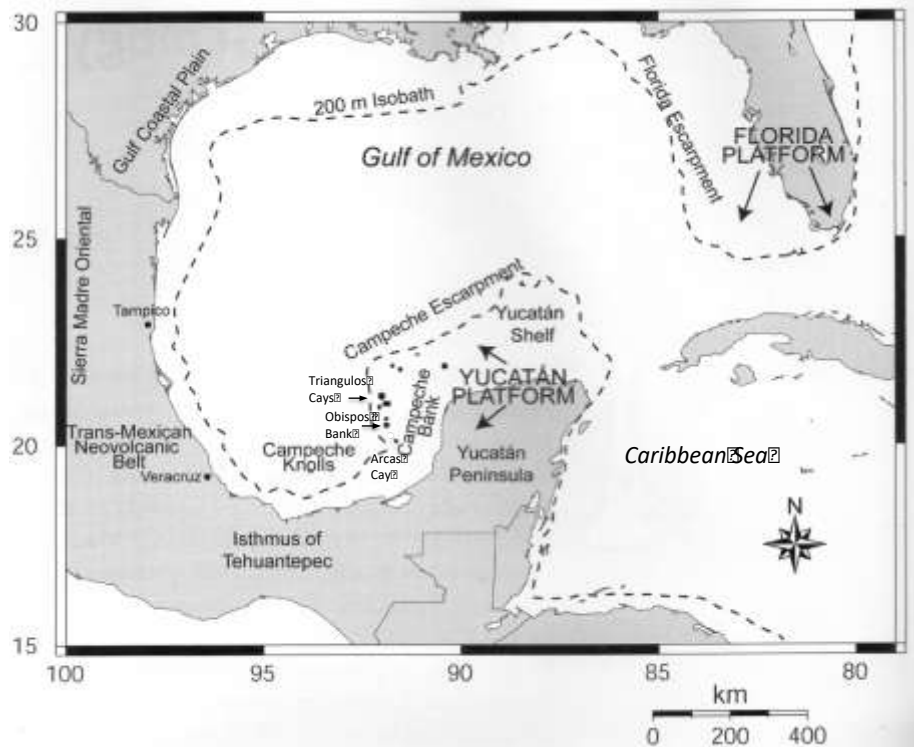 30
25
20
15
100
95
90
85
80
Gulf Coastal Plain
200 m Isobath
Gulf of Mexico
Florida Escarpment
FLORIDA
PLATFORM
Sierra Madre Oriental
Tampico
Campeche Escarpment
Yucatán
Shelf
Triangulos
Cays
YUCATÁN
PLATFORM
Campeche
Bank
Obispos
Bank
Trans-Mexican
Neovolcanic
Belt
Veracruz
Campeche
Knolls
Arcas
Cay
Yucatán
Peninsula
Caribbean Sea
Isthmus of
Tehuantepec
N
km
0 200 400